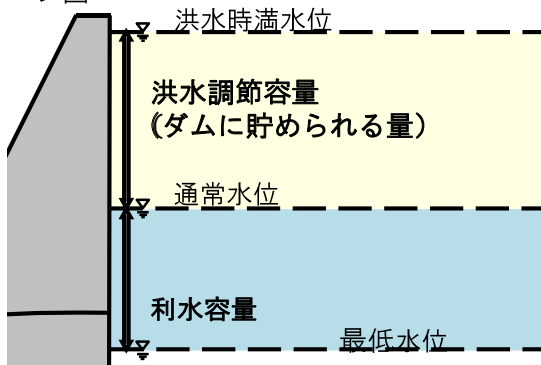 洪水時満水位
洪水調節容量
(ダムに貯められる量)
通常水位
利水容量
最低水位